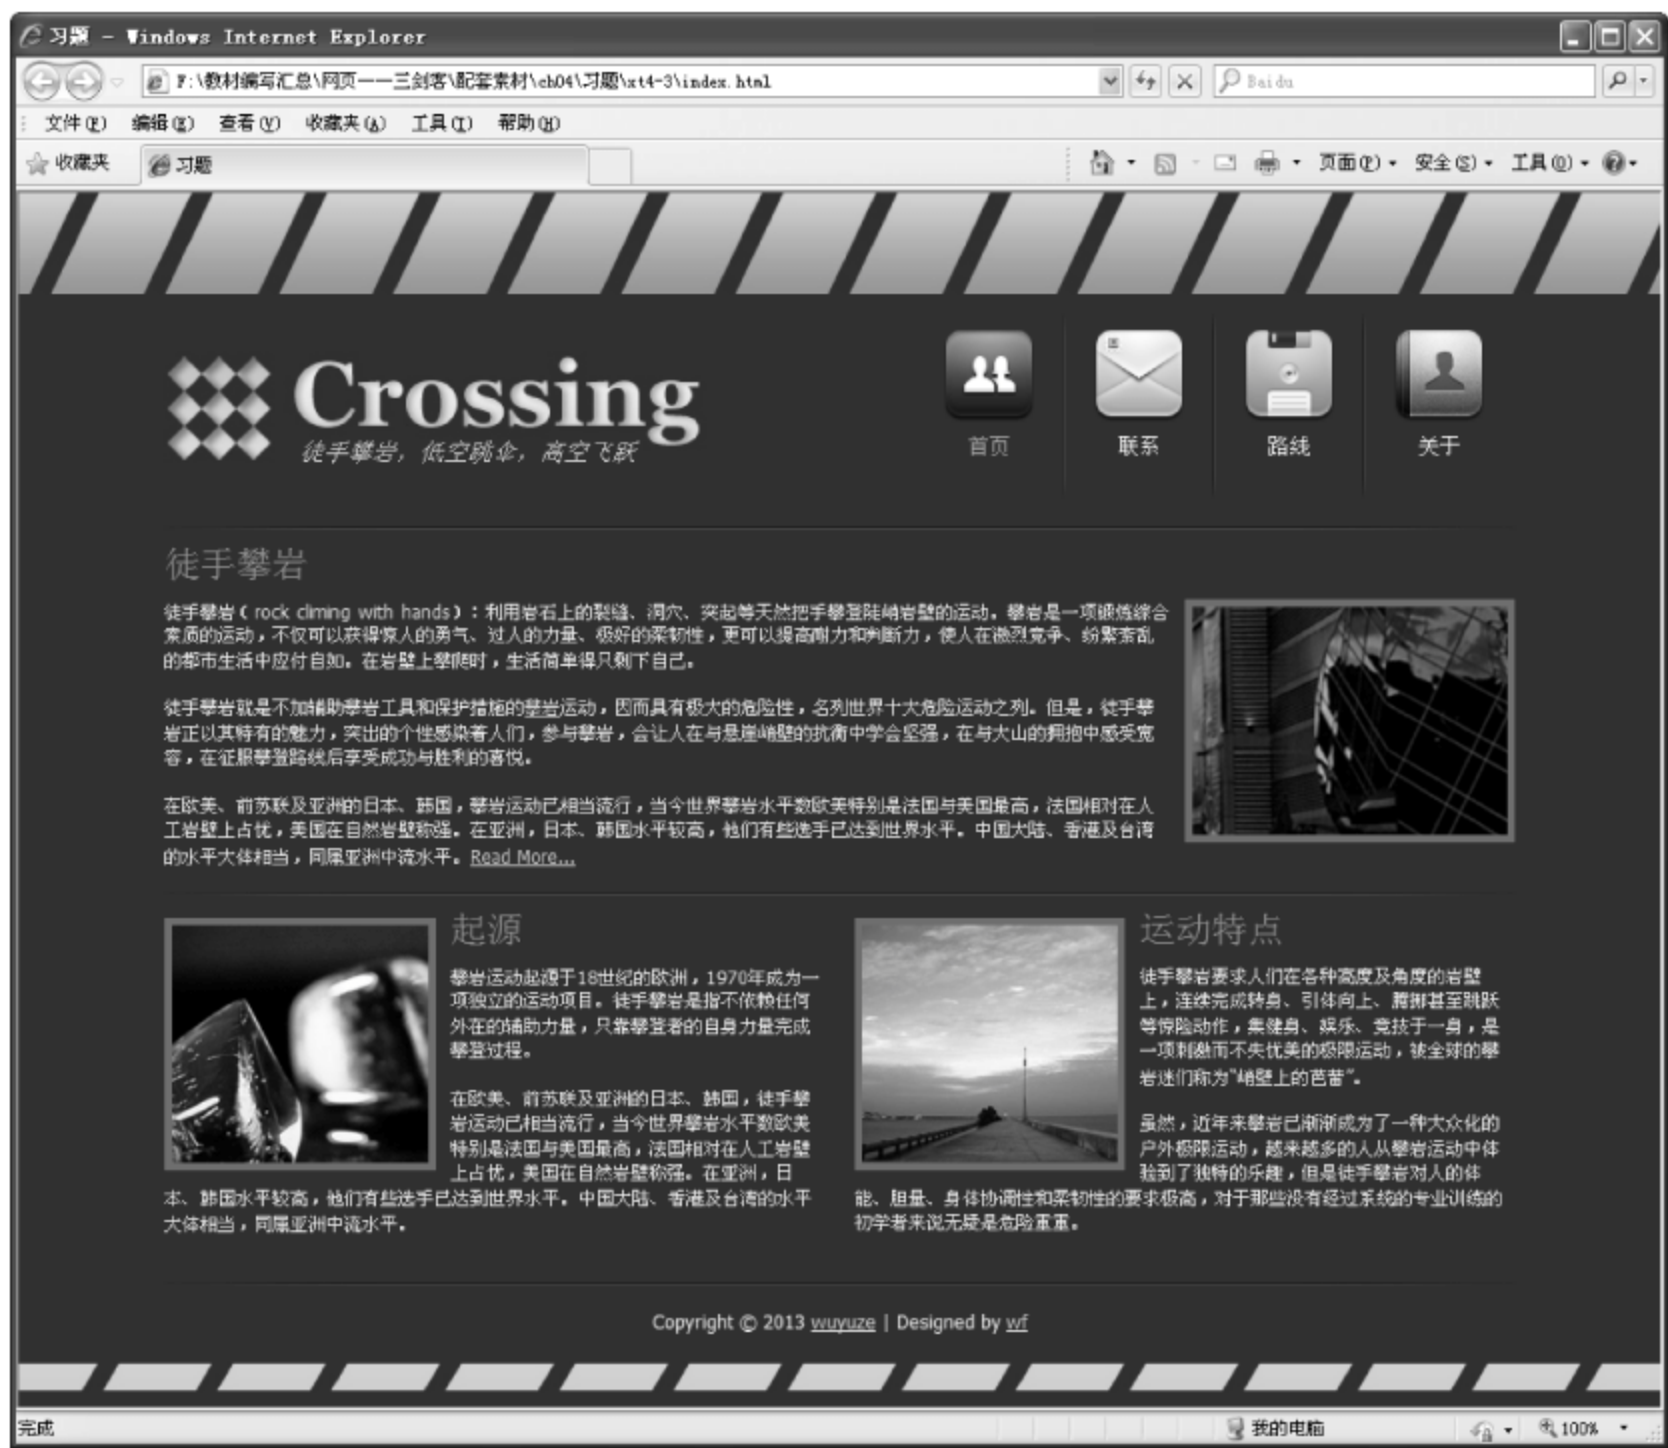 习题 - Windows Internet Explorer
F:\教材编写汇总\网页一一三剑客\配套素材\ch04\习题\xt4-3\index.html
Baidu
文件(F) 编辑(E) 查看(V) 收藏夹(A) 工具(T) 帮助(H)
收藏夹 习题 页面(P) 安全(S) 工具(O)
Crossing
徒手攀岩，低空跳伞，高空飞跃
首页 联系 路线 关于
徒手攀岩
徒手攀岩（rock climing with hands）：利用岩石上的裂缝、洞穴、突起等天然把手攀登陡峭岩壁的运动。攀岩是一项锻炼综合
素质的运动，不仅可以获得惊人的勇气、过人的力量、极好的柔韧性，更可以提高耐力和判断力，使人在激烈竞争、纷繁紊乱
的都市生活中应付自如。在岩壁上攀爬时，生活简单得只剩下自己。
徒手攀岩就是不加辅助攀岩工具和保护措施的攀岩运动，因而具有极大的危险性，名列世界十大危险运动之列。但是，徒手攀
岩正以其特有的魅力，突出的个性感染着人们，参与攀岩，会让人在与悬崖峭壁的抗衡中学会坚强，在与大山的拥抱中感受宽
容，在征服攀登路线后享受成功与胜利的喜悦。
在欧美、前苏联及亚洲的日本、韩国，攀岩运动已相当流行，当今世界攀岩水平数欧美特别是法国与美国最高，法国相对在人
工岩壁上占优，美国在自然岩壁称强。在亚洲，日本、韩国水平较高，他们有些选手已达到世界水平。中国大陆、香港及台湾
的水平大体相当，同属亚洲中流水平。Read More...
起源
攀岩运动起源于18世纪的欧洲，1970年成为一
项独立的运动项目。徒手攀岩是指不依赖任何
外在的辅助力量，只靠攀登者的自身力量完成
攀登过程。
在欧美、前苏联及亚洲的日本、韩国，徒手攀
岩运动已相当流行，当今世界攀岩水平数欧美
特别是法国与美国最高，法国相对在人工岩壁
上占优，美国在自然岩壁称强。在亚洲，日
本、韩国水平较高，他们有些选手已达到世界水平。中国大陆、香港及台湾的水平
大体相当，同属亚洲中流水平。
运动特点
徒手攀岩要求人们在各种高度及角度的岩壁
上，连续完成转身、引体向上、腾挪甚至跳跃
等惊险动作，集健身、娱乐、竞技于一身，是
一项刺激而不失优美的极限运动，被全球的攀
岩迷们称为“峭壁上的芭蕾”。
虽然，近年来攀岩已渐渐成为了一种大众化的
户外极限运动，越来越多的人从攀岩运动中体
验到了独特的乐趣，但是徒手攀岩对人的体
能、胆量、身体协调性和柔韧性的要求极高，对于那些没有经过系统的专业训练的
初学者来说无疑是危险重重。
Copyright © 2013 wuyuze | Designed by wf
完成 我的电脑 100%